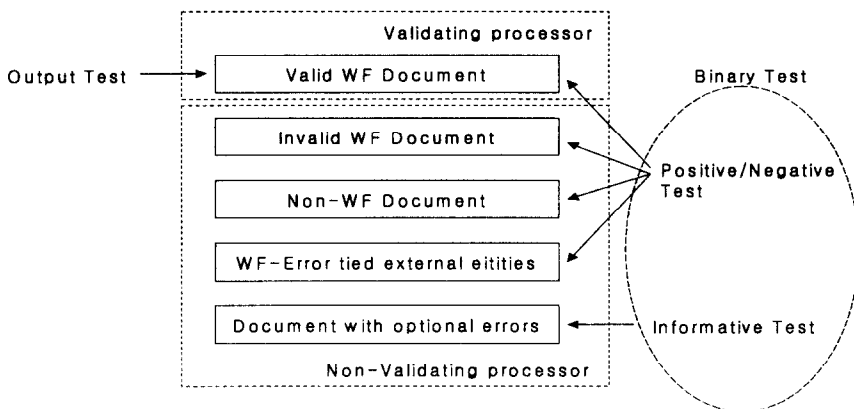 Validating processor
Output Test
Valid WF Document
Binary Test
Invalid WF Document
Positive/Negative
Test
Non-WF Document
WF-Error tied external eitities
Document with optional errors
Informative Test
Non-Validating processor